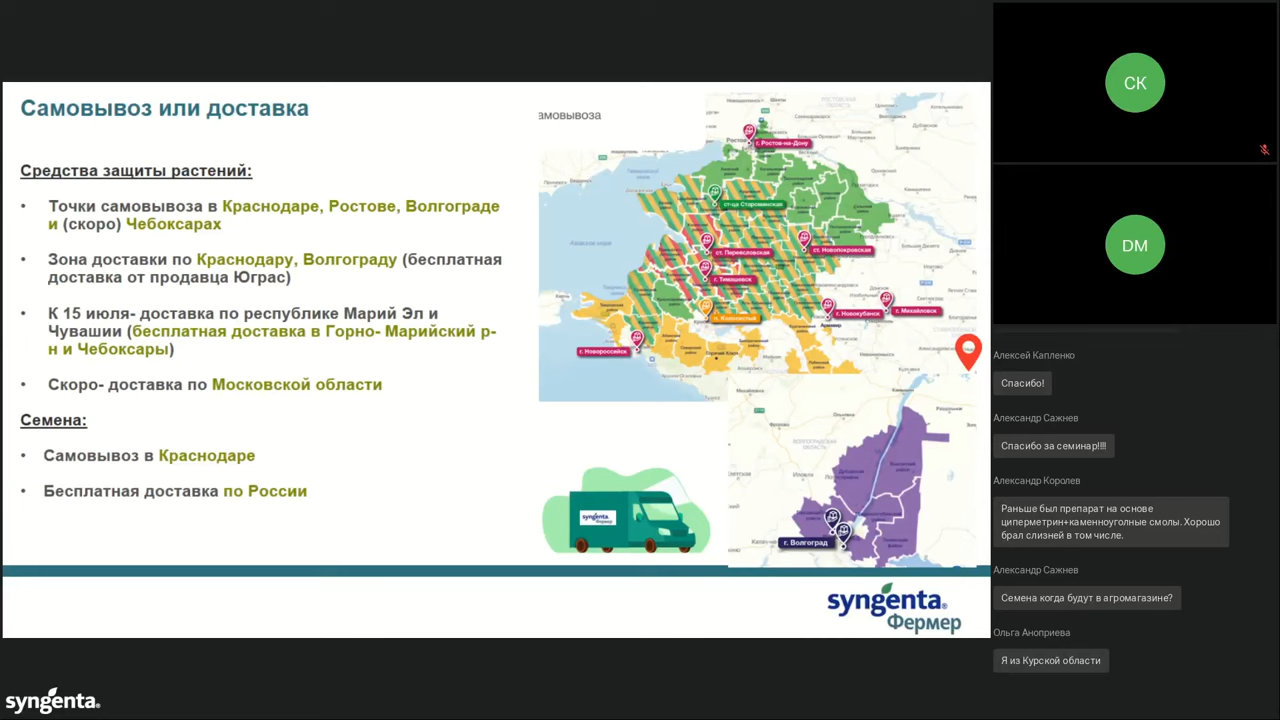 Самовывоз или доставка
Средства защиты растений:
• Точки самовывоза в Краснодаре, Ростове, Волгограде
и (скоро) Чебоксарах
• Зона доставки по Краснодару, Волгограду (бесплатная
доставка от продавца Юграс)
• К 15 июля- доставка по республике Марий Эл и
Чувашии (бесплатная доставка в Горно- Марийский р-
н и Чебоксары)
• Скоро- доставка по Московской области
Семена:
• Самовывоз в Краснодаре
• Бесплатная доставка по России
амовывоза
г. Ростов-на-Дону
ст-ца Староминская
ст. Переясловская
ст. Новопокровская
г. Тимашевск
г. Новокубанск
г. Михайловск
г. Новороссийск
г. Волгоград
syngenta
Фермер
syngenta®
Фермер
syngenta®
СК
DM
Алексей Капленко
Спасибо!
Александр Сажнев
Спасибо за семинар!!!!
Александр Королев
Раньше был препарат на основе
циперметрин+каменноуголные смолы. Хорошо
брал слизней в том числе.
Александр Сажнев
Семена когда будут в агромагазине?
Ольга Аноприева
Я из Курской области